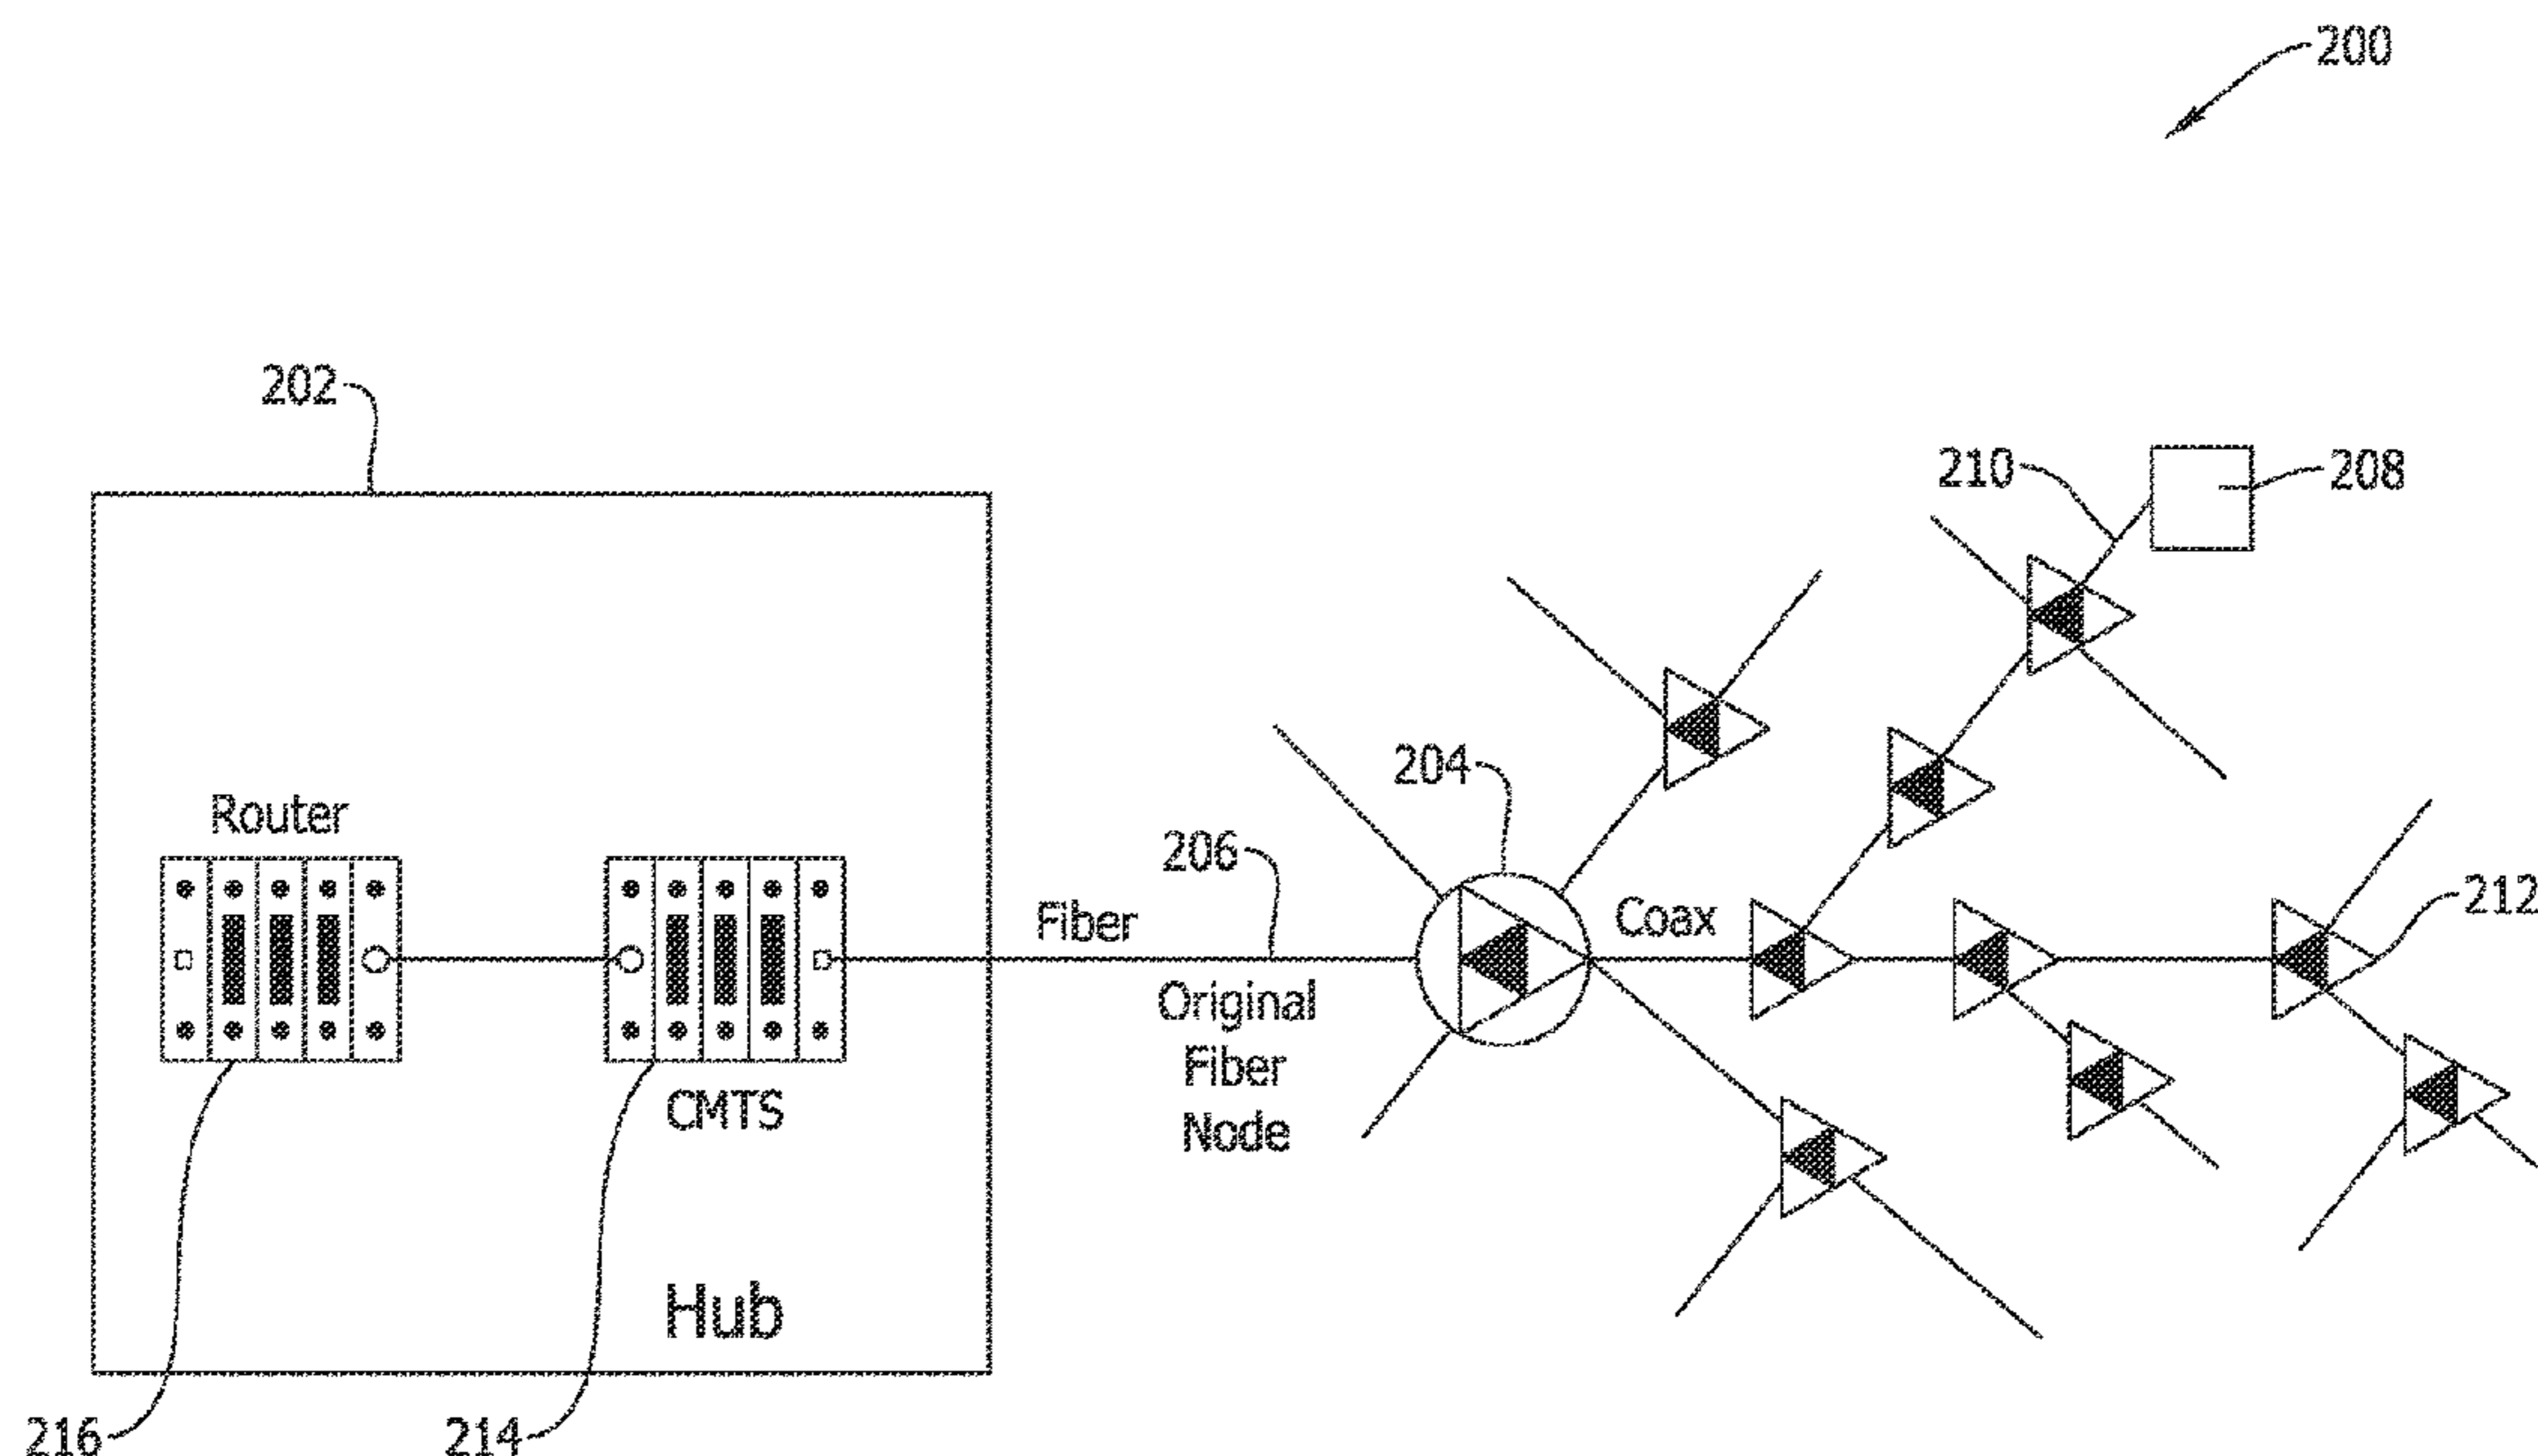 200
202
210
208
204
Router
206
212
Fiber
Coax
Original
Fiber
Node
CMTS
Hub
216
214